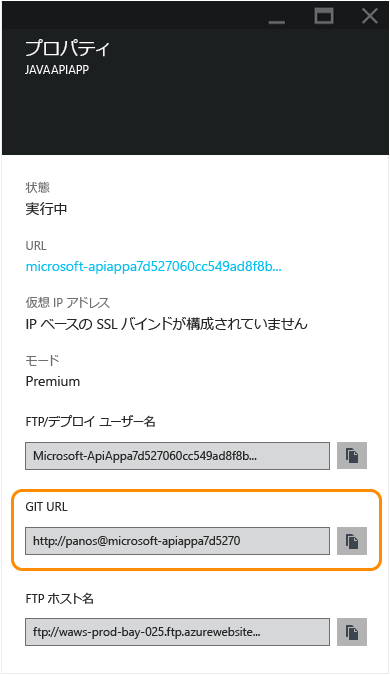 プロパティ
JAVAAPIAPP
状態
実行中
URL
microsoft-apiappa7d527060cc549ad8f8b...
仮想 IP アドレス
IP ベースの SSL バインドが構成されていません
モード
Premium
FTP/デプロイ ユーザー名
Microsoft-ApiAppa7d527060cc549ad8f8b...
GIT URL
http://panos@microsoft-apiappa7d5270
FTP ホスト名
ftp://waws-prod-bay-025.ftp.azurewebsite...